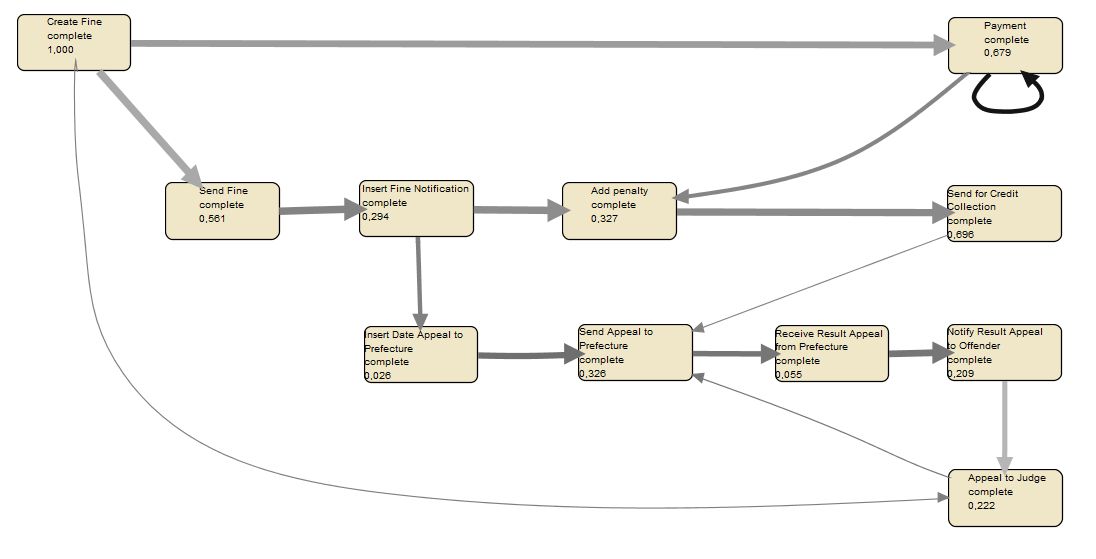 Create Fine
complete
1,000
Payment
complete
0,679
Send Fine
complete
0,561
Insert Fine Notification
complete
0,294
Add penalty
complete
0,327
Send for Credit
Collection
complete
0,696
Insert Date Appeal to
Prefecture
complete
0,026
Send Appeal to
Prefecture
complete
0,326
Receive Result Appeal
from Prefecture
complete
0,055
Notify Result Appeal
to Offender
complete
0,209
Appeal to Judge
complete
0,222